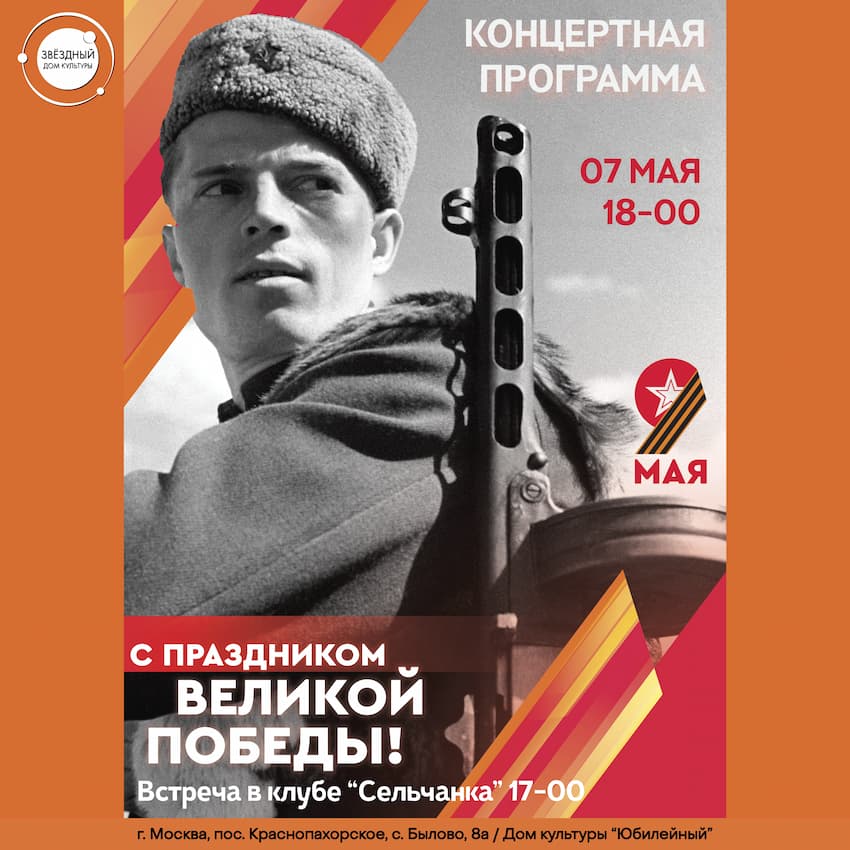 ЗВЁЗДНЫЙ
ДОМ КУЛЬТУРЫ
КОНЦЕРТНАЯ
ПРОГРАММА
07 МАЯ
18-00
МАЯ
С ПРАЗДНИКОМ
ВЕЛИКОЙ
ПОБЕДЫ!
Встреча в клубе “Сельчанка” 17-00
г. Москва, пос. Краснопахорское, с. Былово, 8а / Дом культуры “Юбилейный”